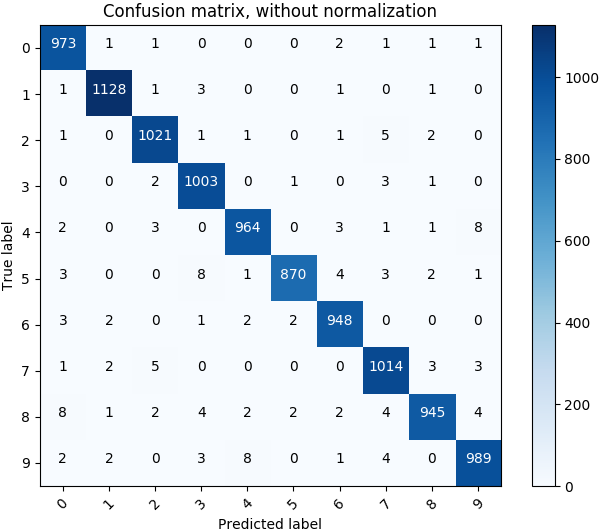 Confusion matrix, without normalization
0 973 1 1 0 0 0 2 1 1 1
1 1 1128 1 3 0 0 1 0 1 0
2 1 0 1021 1 1 0 1 5 2 0
3 0 0 2 1003 0 1 0 3 1 0
4 2 0 3 0 964 0 3 1 1 8
5 3 0 0 8 1 870 4 3 2 1
6 3 2 0 1 2 2 948 0 0 0
7 1 2 5 0 0 0 0 1014 3 3
8 8 1 2 4 2 2 2 4 945 4
9 2 2 0 3 8 0 1 4 0 989
0 1 2 3 4 5 6 7 8 9
True label
Predicted label
1000
800
600
400
200
0